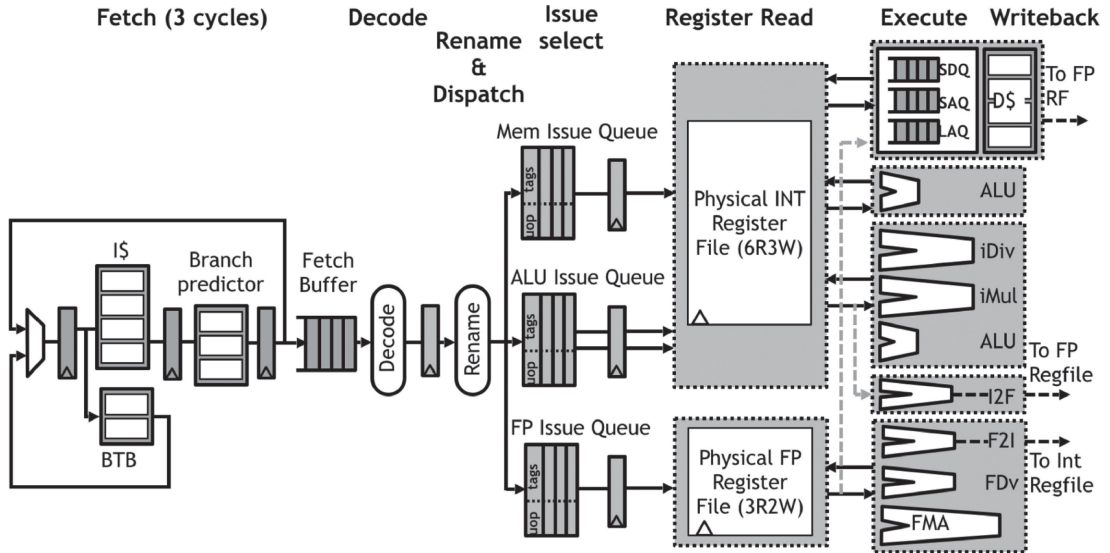 Fetch (3 cycles)
Decode
Rename
&
Dispatch
Issue
select
Register Read
Execute
Writeback
I$
Branch
predictor
BTB
Fetch
Buffer
Decode
Rename
Mem Issue Queue
tags
uop
ALU Issue Queue
tags
uop
FP Issue Queue
tags
uop
Physical INT
Register
File (6R3W)
Physical FP
Register
File (3R2W)
SDQ
SAQ
LAQ
D$
To FP
RF
ALU
iDiv
iMul
ALU
To FP
Regfile
I2F
F2I
To Int
Regfile
FDv
FMA